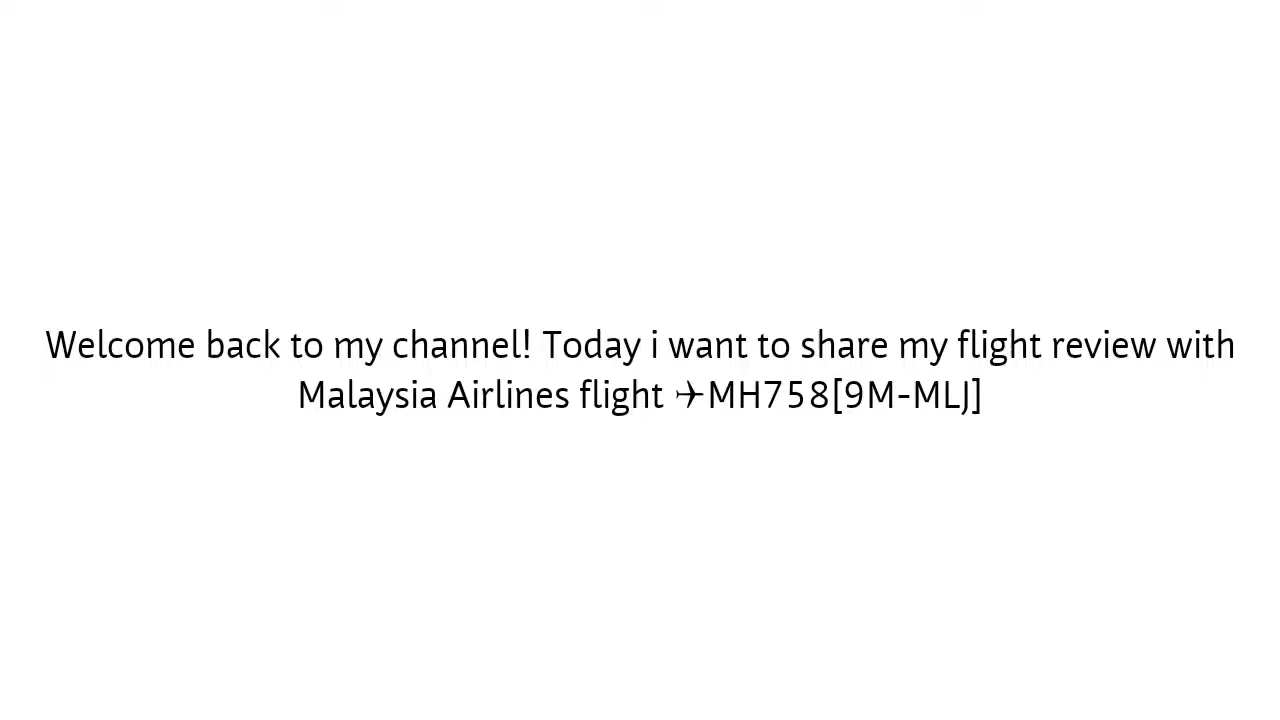 Welcome back to my channel! Today i want to share my flight review with
Malaysia Airlines flight ✈MH758[9M-MLJ]